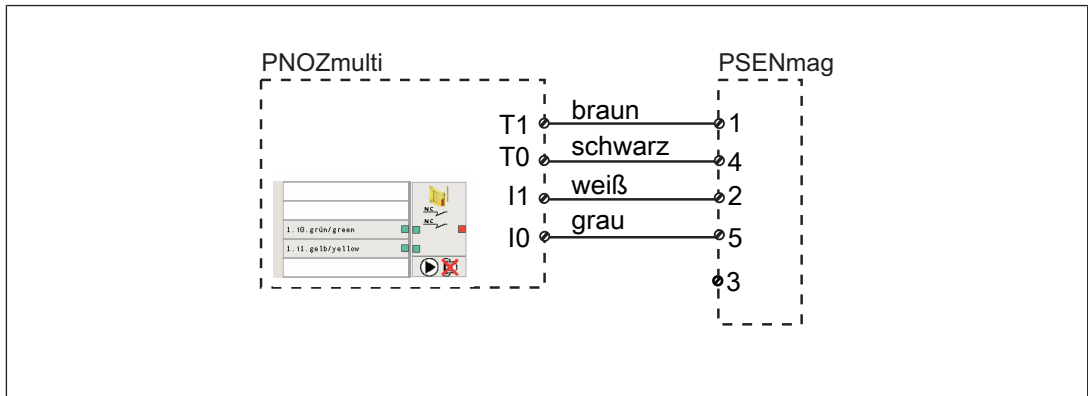 PNOZmulti
PSENmag
T1 braun 1
T0 schwarz 4
I1 weiß 2
I0 grau 5
3
NC
NC
1.i0.grün/green
1.i1.gelb/yellow